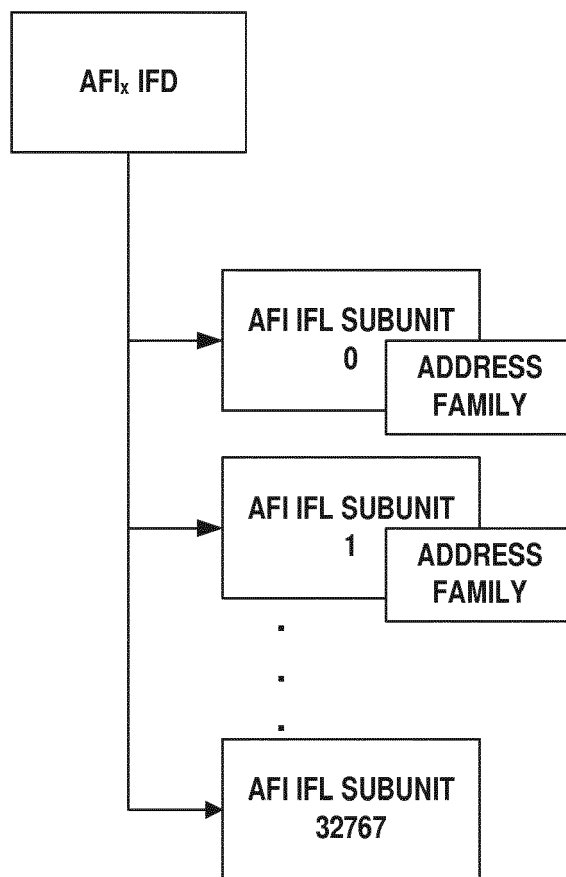 AFIₓ IFD
AFI IFL SUBUNIT
0
ADDRESS
FAMILY
AFI IFL SUBUNIT
1
ADDRESS
FAMILY
AFI IFL SUBUNIT
32767